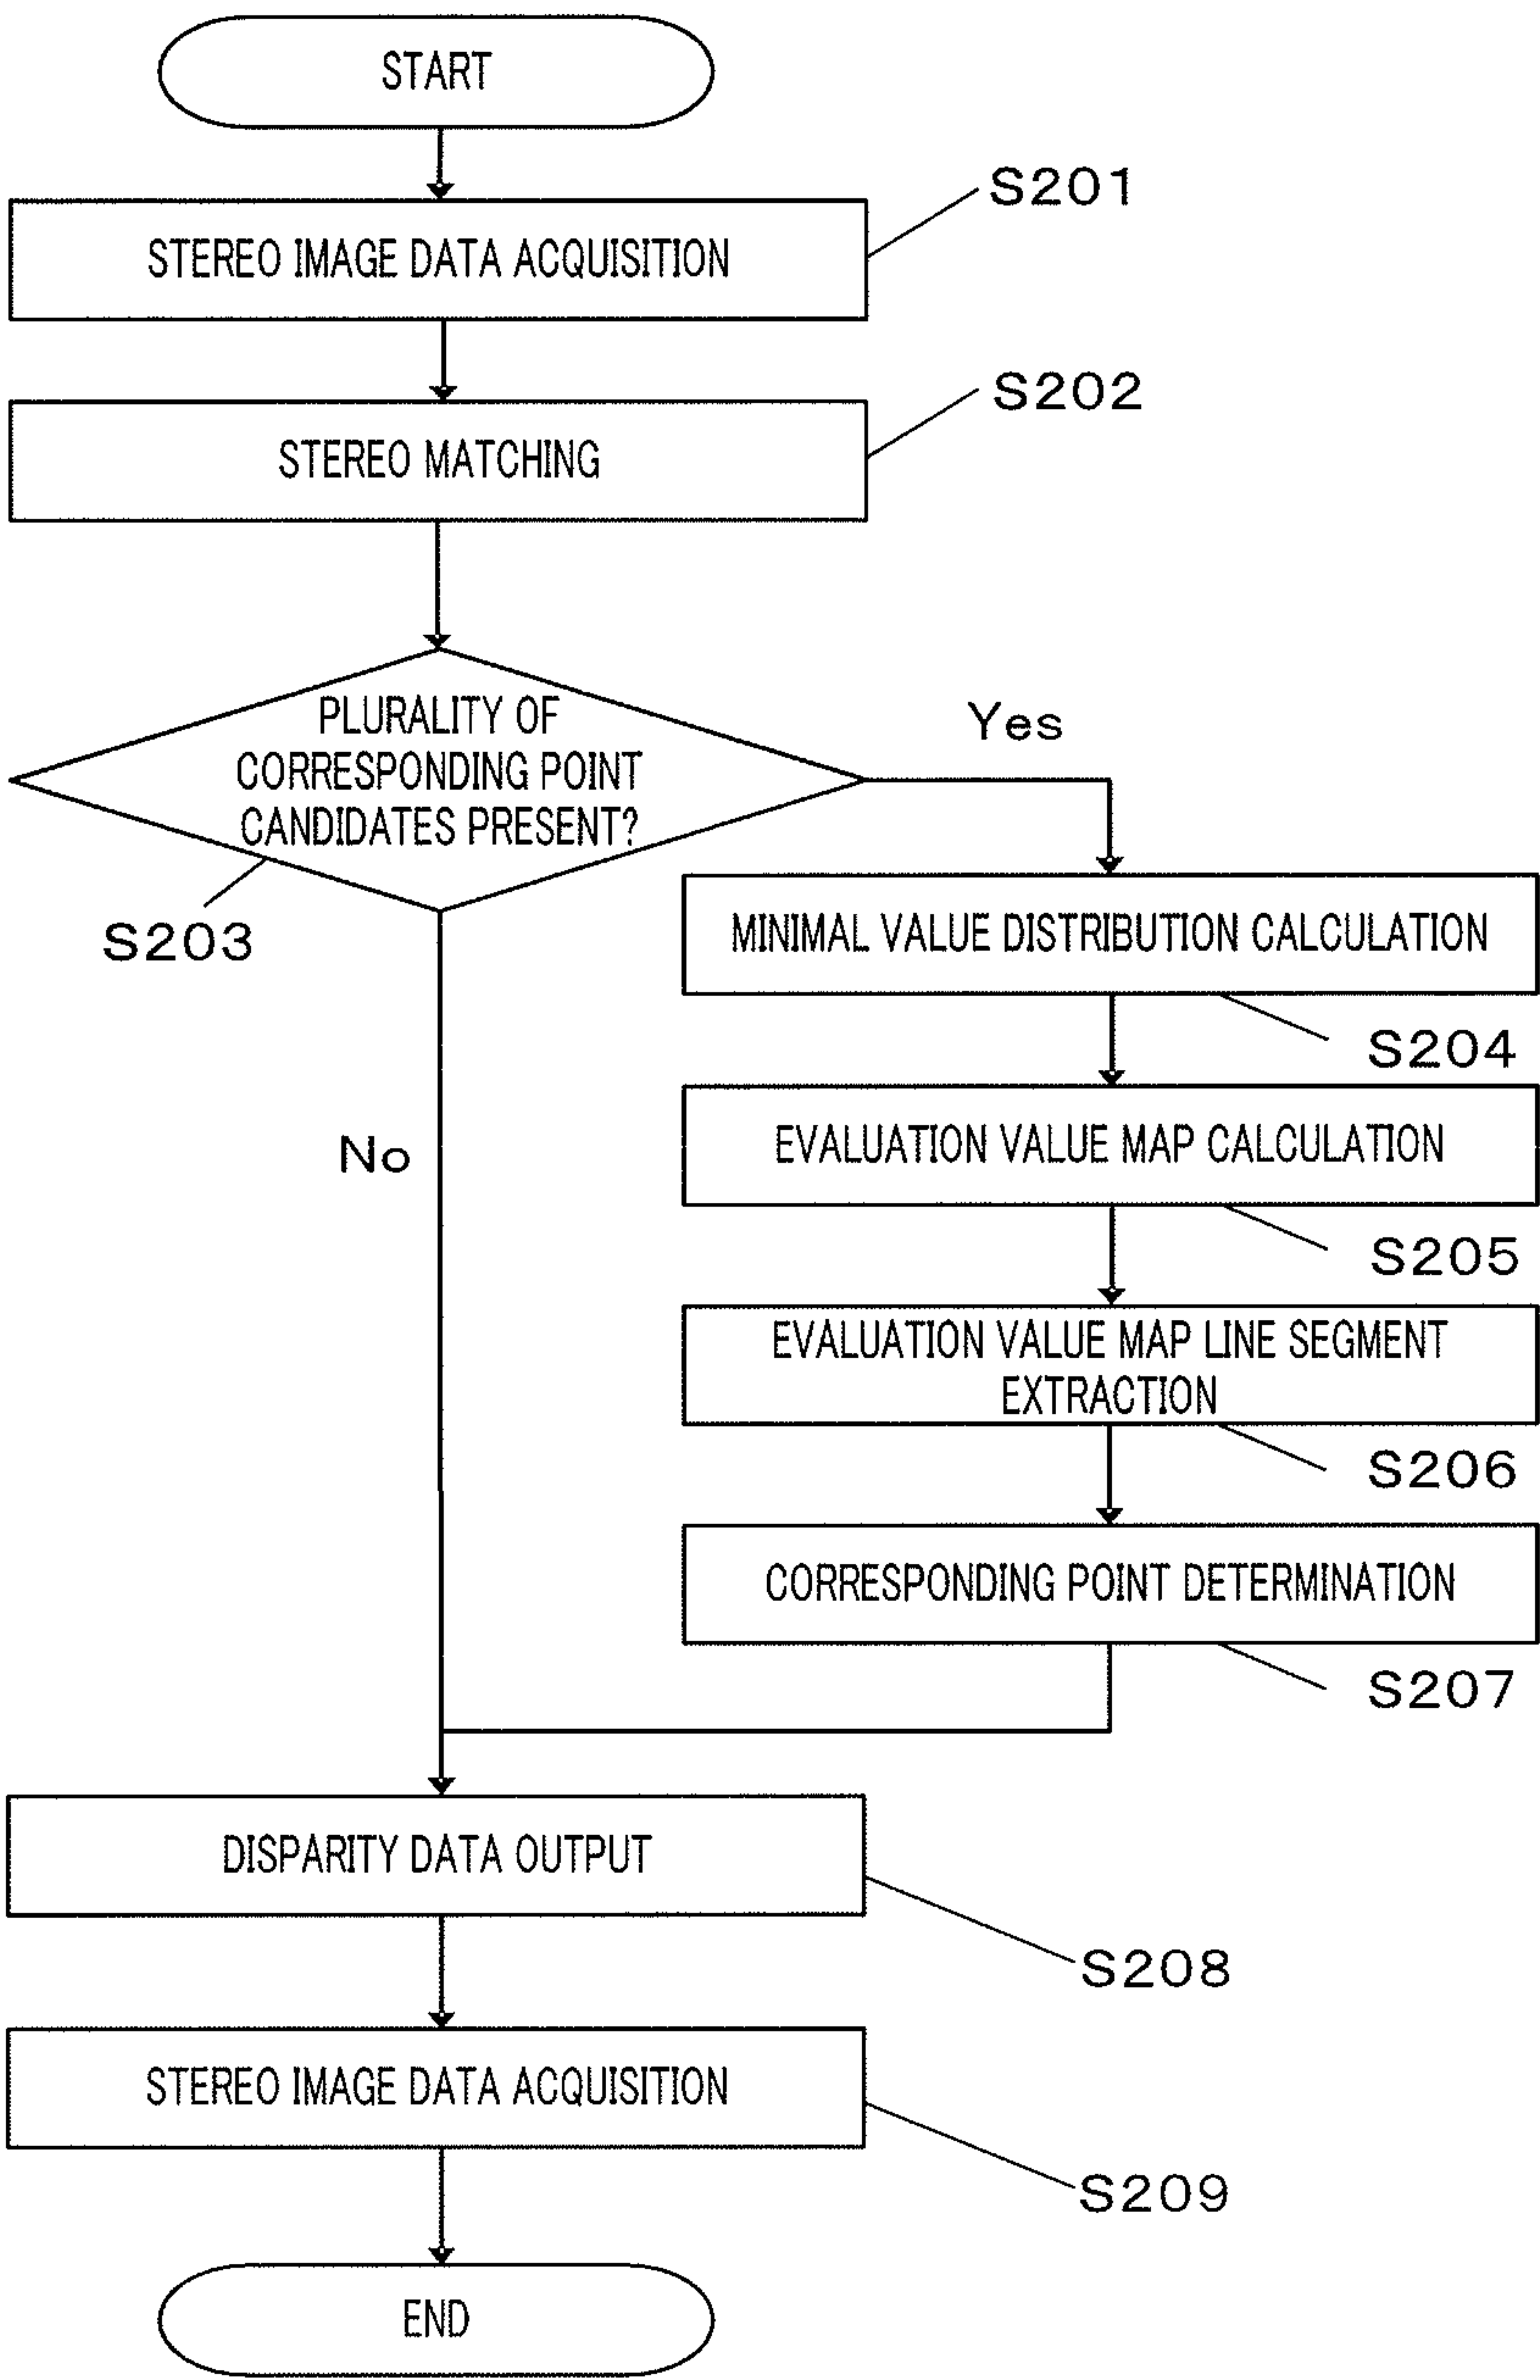 START
S201
STEREO IMAGE DATA ACQUISITION
S202
STEREO MATCHING
PLURALITY OF
CORRESPONDING POINT
CANDIDATES PRESENT?
Yes
S203
MINIMAL VALUE DISTRIBUTION CALCULATION
S204
EVALUATION VALUE MAP CALCULATION
No
S205
EVALUATION VALUE MAP LINE SEGMENT
EXTRACTION
S206
CORRESPONDING POINT DETERMINATION
S207
DISPARITY DATA OUTPUT
S208
STEREO IMAGE DATA ACQUISITION
S209
END